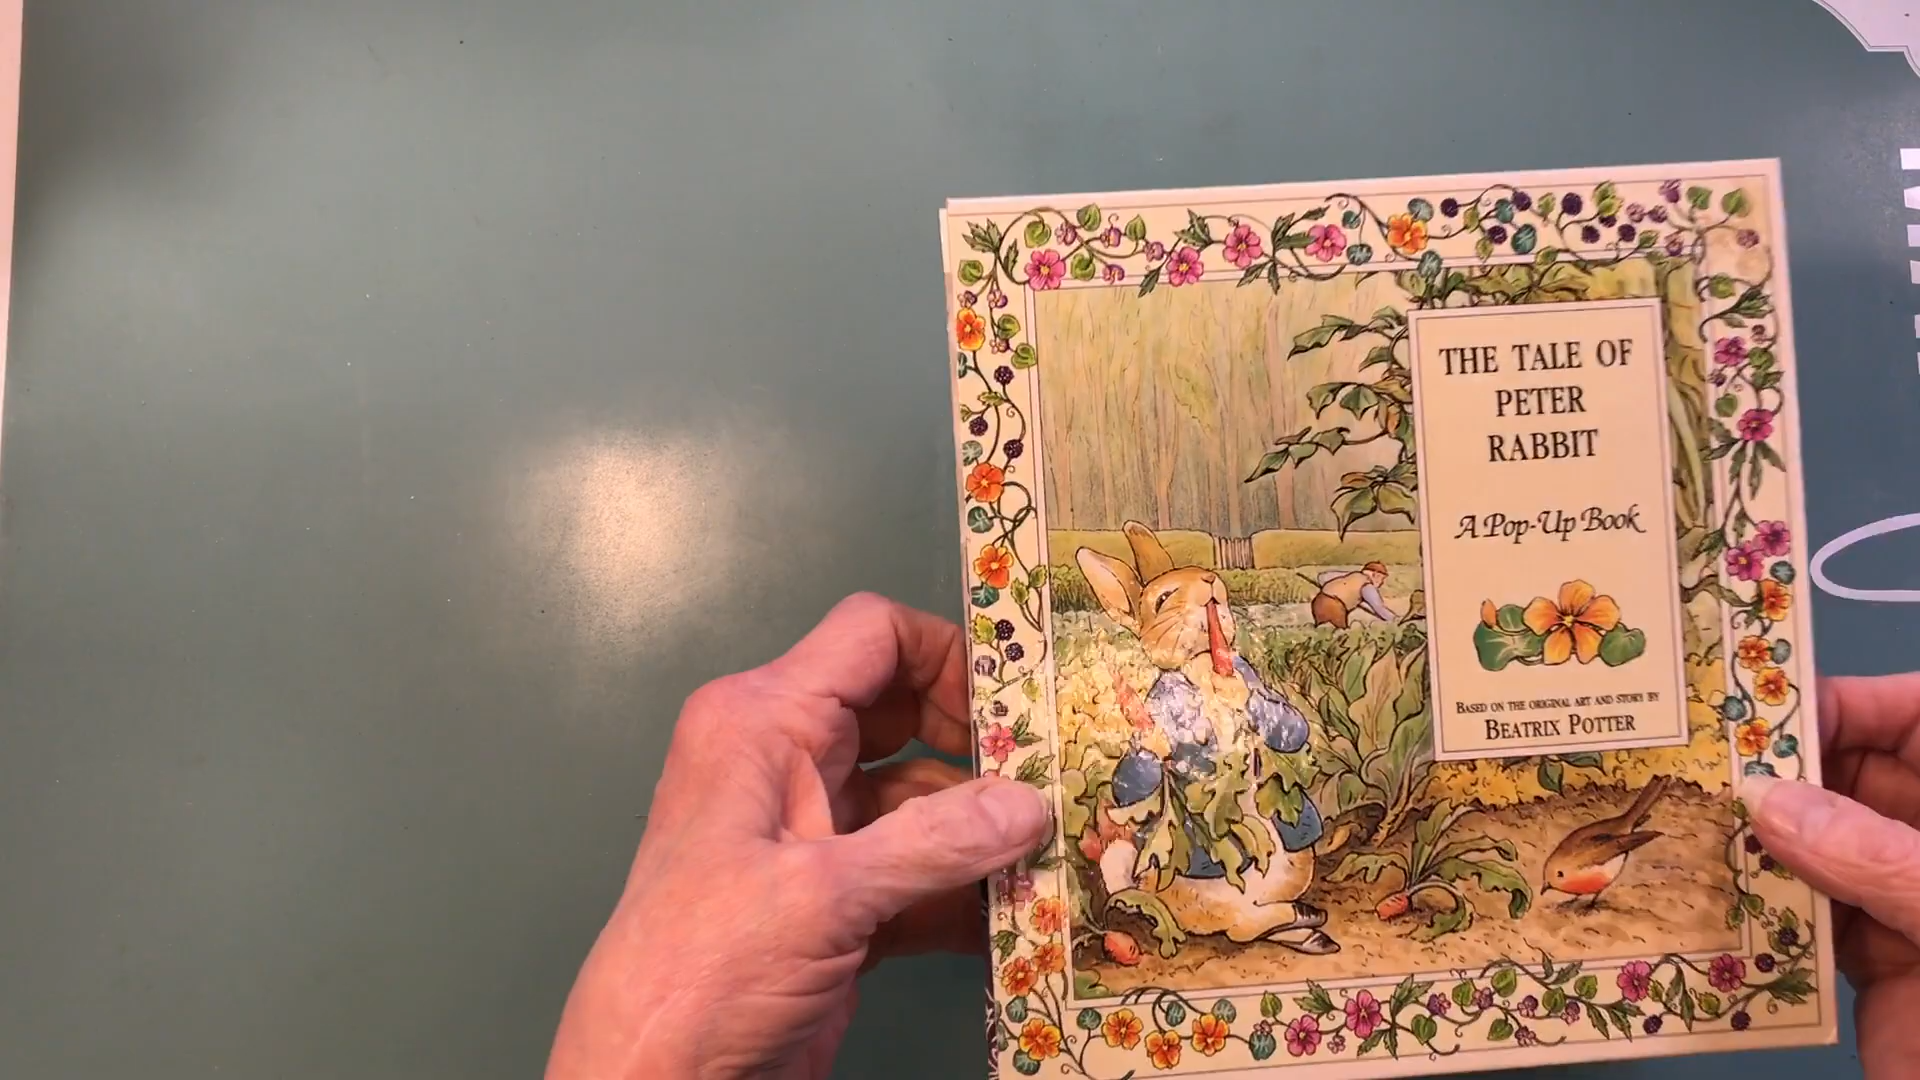 THE TALE OF
PETER
RABBIT
A Pop-Up Book
BASED ON THE ORIGINAL ART AND STORY BY
BEATRIX POTTER